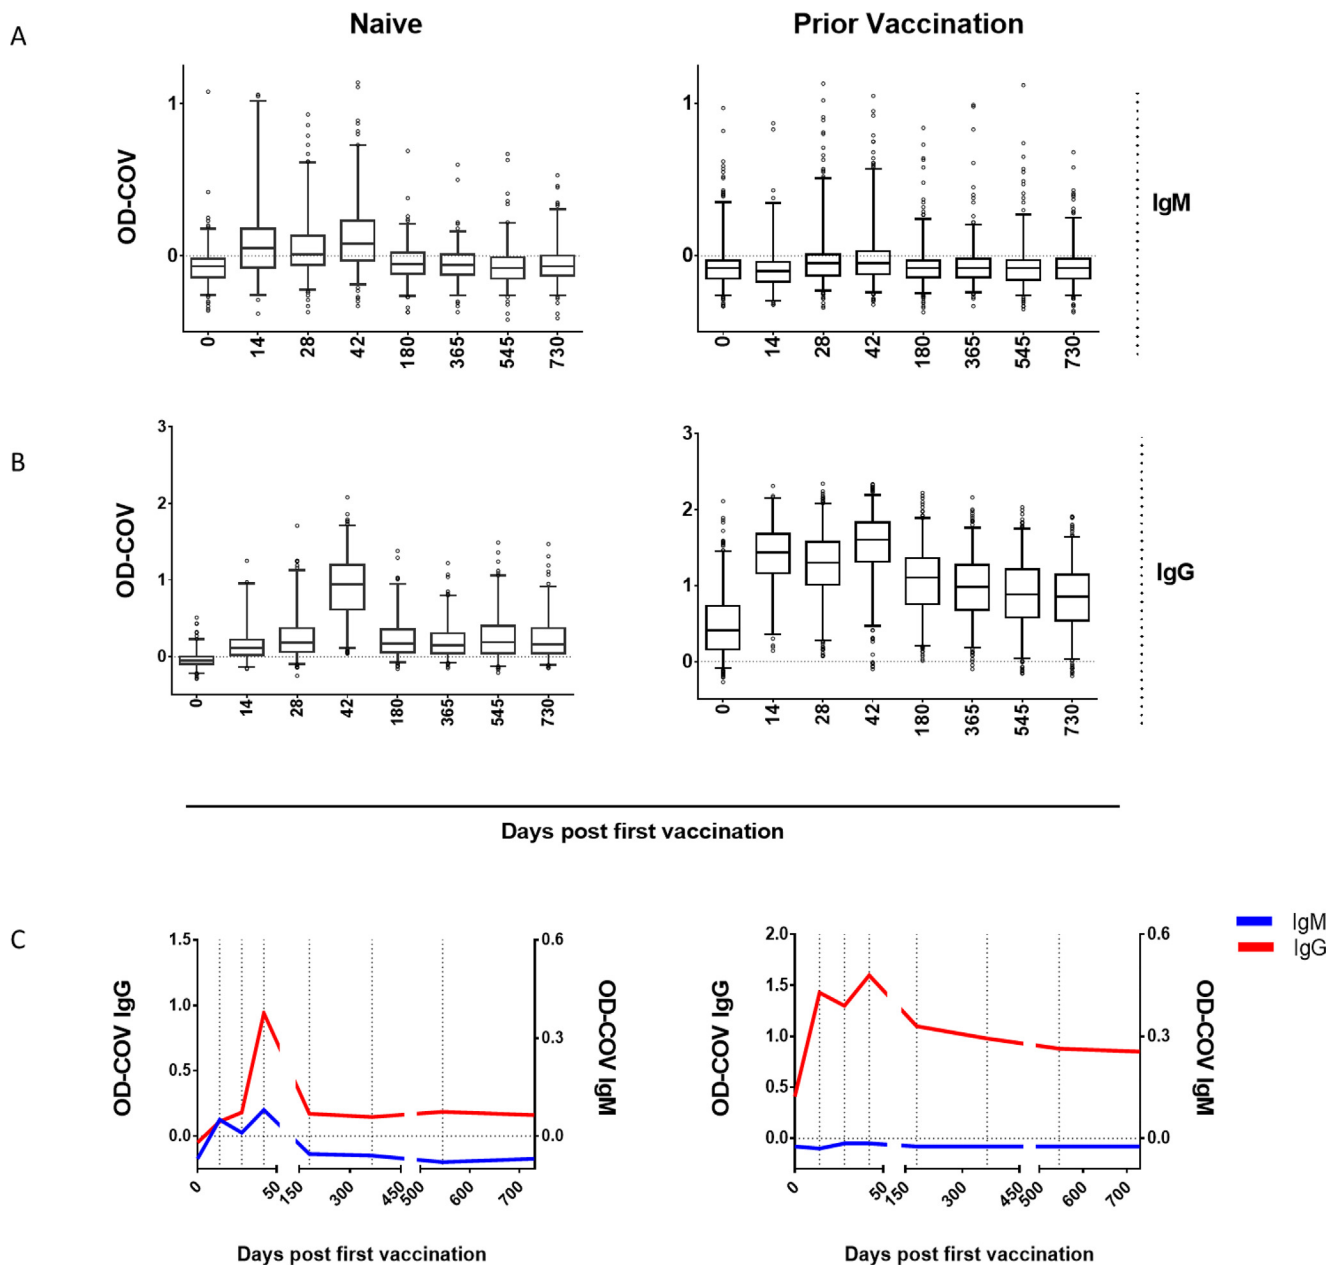 Naive
Prior Vaccination
A
OD-COV
1
0
0 14 28 42 180 365 545 730
1
0
0 14 28 42 180 365 545 730
IgM
B
OD-COV
3
2
1
0
0 14 28 42 180 365 545 730
3
2
1
0
0 14 28 42 180 365 545 730
IgG
Days post first vaccination
C
OD-COV IgG
1.5
1.0
0.5
0.0
0.6
0.3
0.0
OD-COV IgM
0 50 150 300 450 500 600 700
Days post first vaccination
OD-COV IgG
2.0
1.5
1.0
0.5
0.0
0.6
0.3
0.0
OD-COV IgM
0 50 150 300 450 500 600 700
Days post first vaccination
IgM
IgG